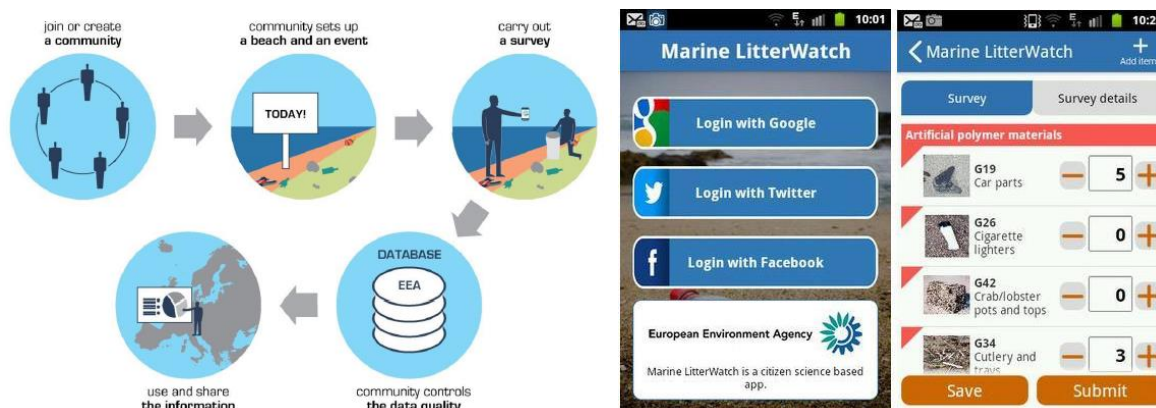 join or create
a community
community sets up
a beach and an event
carry out
a survey
TODAY!
DATABASE
EEA
use and share
the information
community controls
the data quality
10:01
Marine LitterWatch
Login with Google
Login with Twitter
Login with Facebook
European Environment Agency
Marine LitterWatch is a citizen science based
app.
10:2
Marine LitterWatch
Add item
Survey
Survey details
Artificial polymer materials
G19
Car parts
5
G26
Cigarette
lighters
0
G42
Crab/lobster
pots and tops
0
G34
Cutlery and
trays
3
Save
Submit